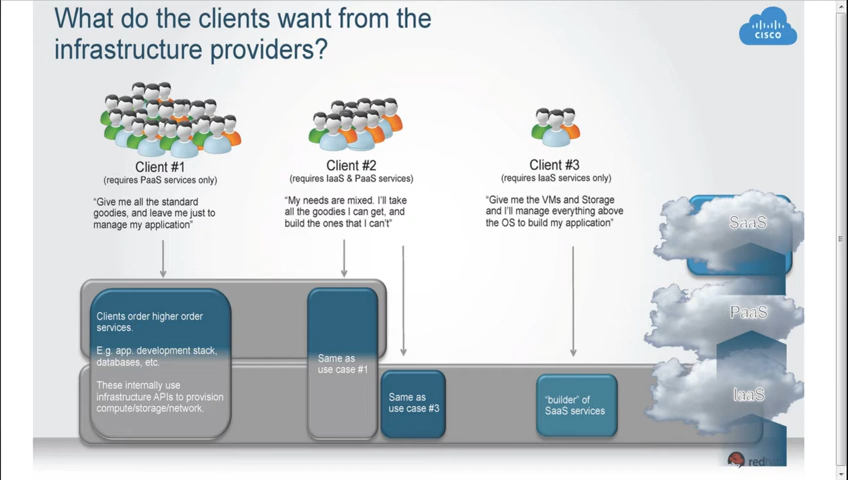 What do the clients want from the
infrastructure providers?
CISCO
Client #1
(requires PaaS services only)
"Give me all the standard
goodies, and leave me just to
manage my application"
Client #2
(requires IaaS & PaaS services)
"My needs are mixed. I'll take
all the goodies I can get, and
build the ones that I can't"
Client #3
(requires IaaS services only)
"Give me the VMs and Storage
and I'll manage everything above
the OS to build my application"
SaaS
PaaS
IaaS
Clients order higher order
services.
E.g. app. development stack,
databases, etc.
These internally use
infrastructure APIs to provision
compute/storage/network.
Same as
use case #1
Same as
use case #3
"builder" of
SaaS services